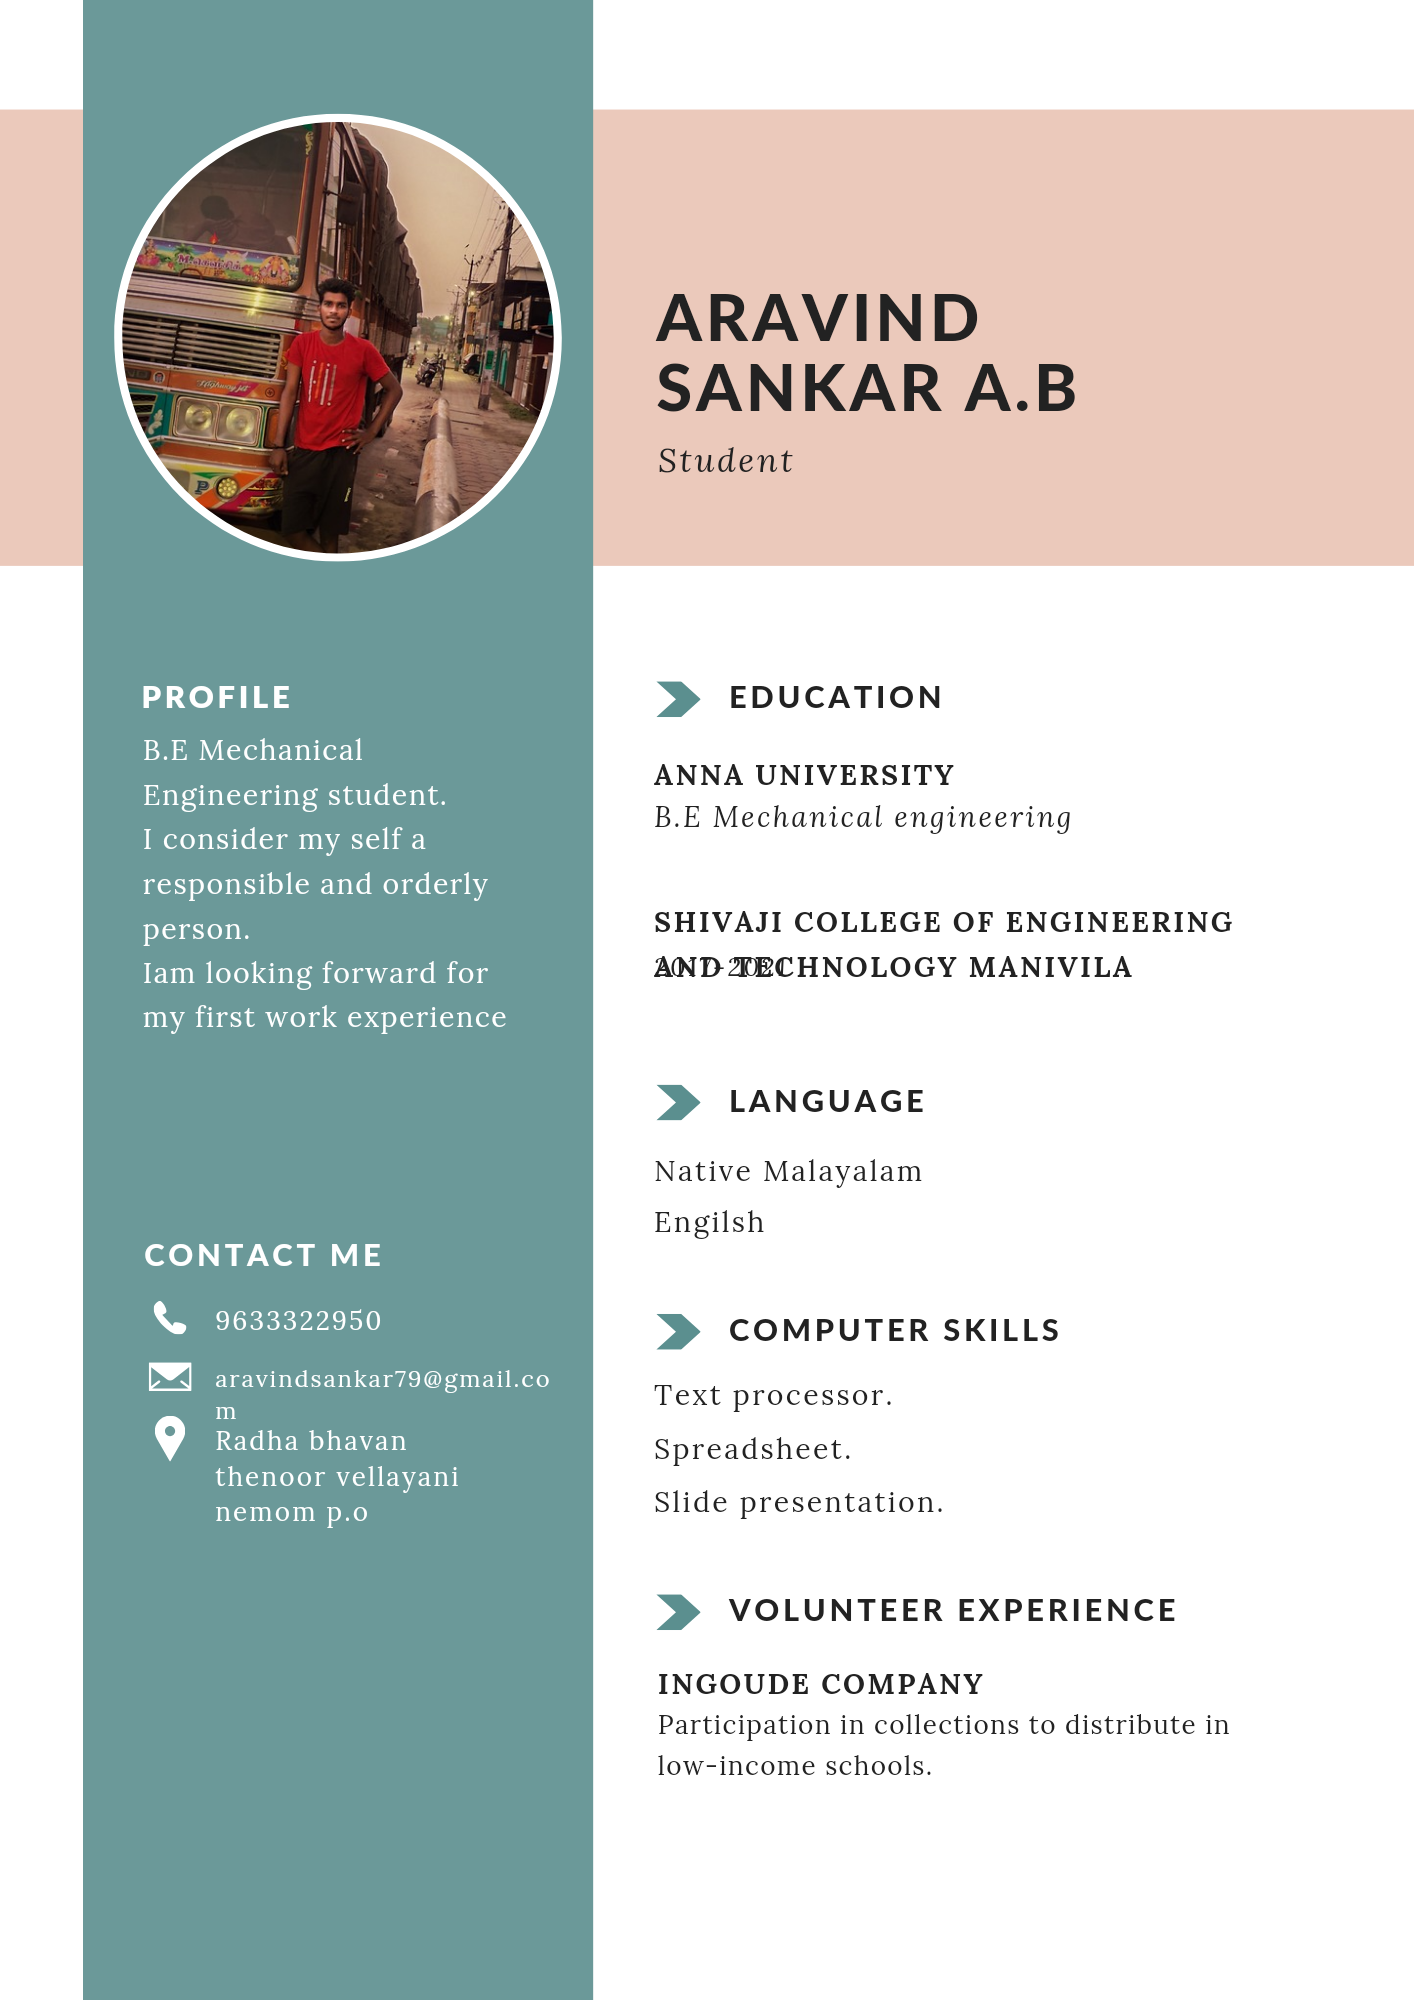 ARAVIND
SANKAR A.B
Student
PROFILE
B.E Mechanical
Engineering student.
I consider my self a
responsible and orderly
person.
Iam looking forward for
my first work experience
CONTACT ME
9633322950
aravindsankar79@gmail.co
m
Radha bhavan
thenoor vellayani
nemom p.o
EDUCATION
ANNA UNIVERSITY
B.E Mechanical engineering
SHIVAJI COLLEGE OF ENGINEERING
AND TECHNOLOGY MANIVILA
2017-2021
LANGUAGE
Native Malayalam
Engilsh
COMPUTER SKILLS
Text processor.
Spreadsheet.
Slide presentation.
VOLUNTEER EXPERIENCE
INGOUDE COMPANY
Participation in collections to distribute in
low-income schools.